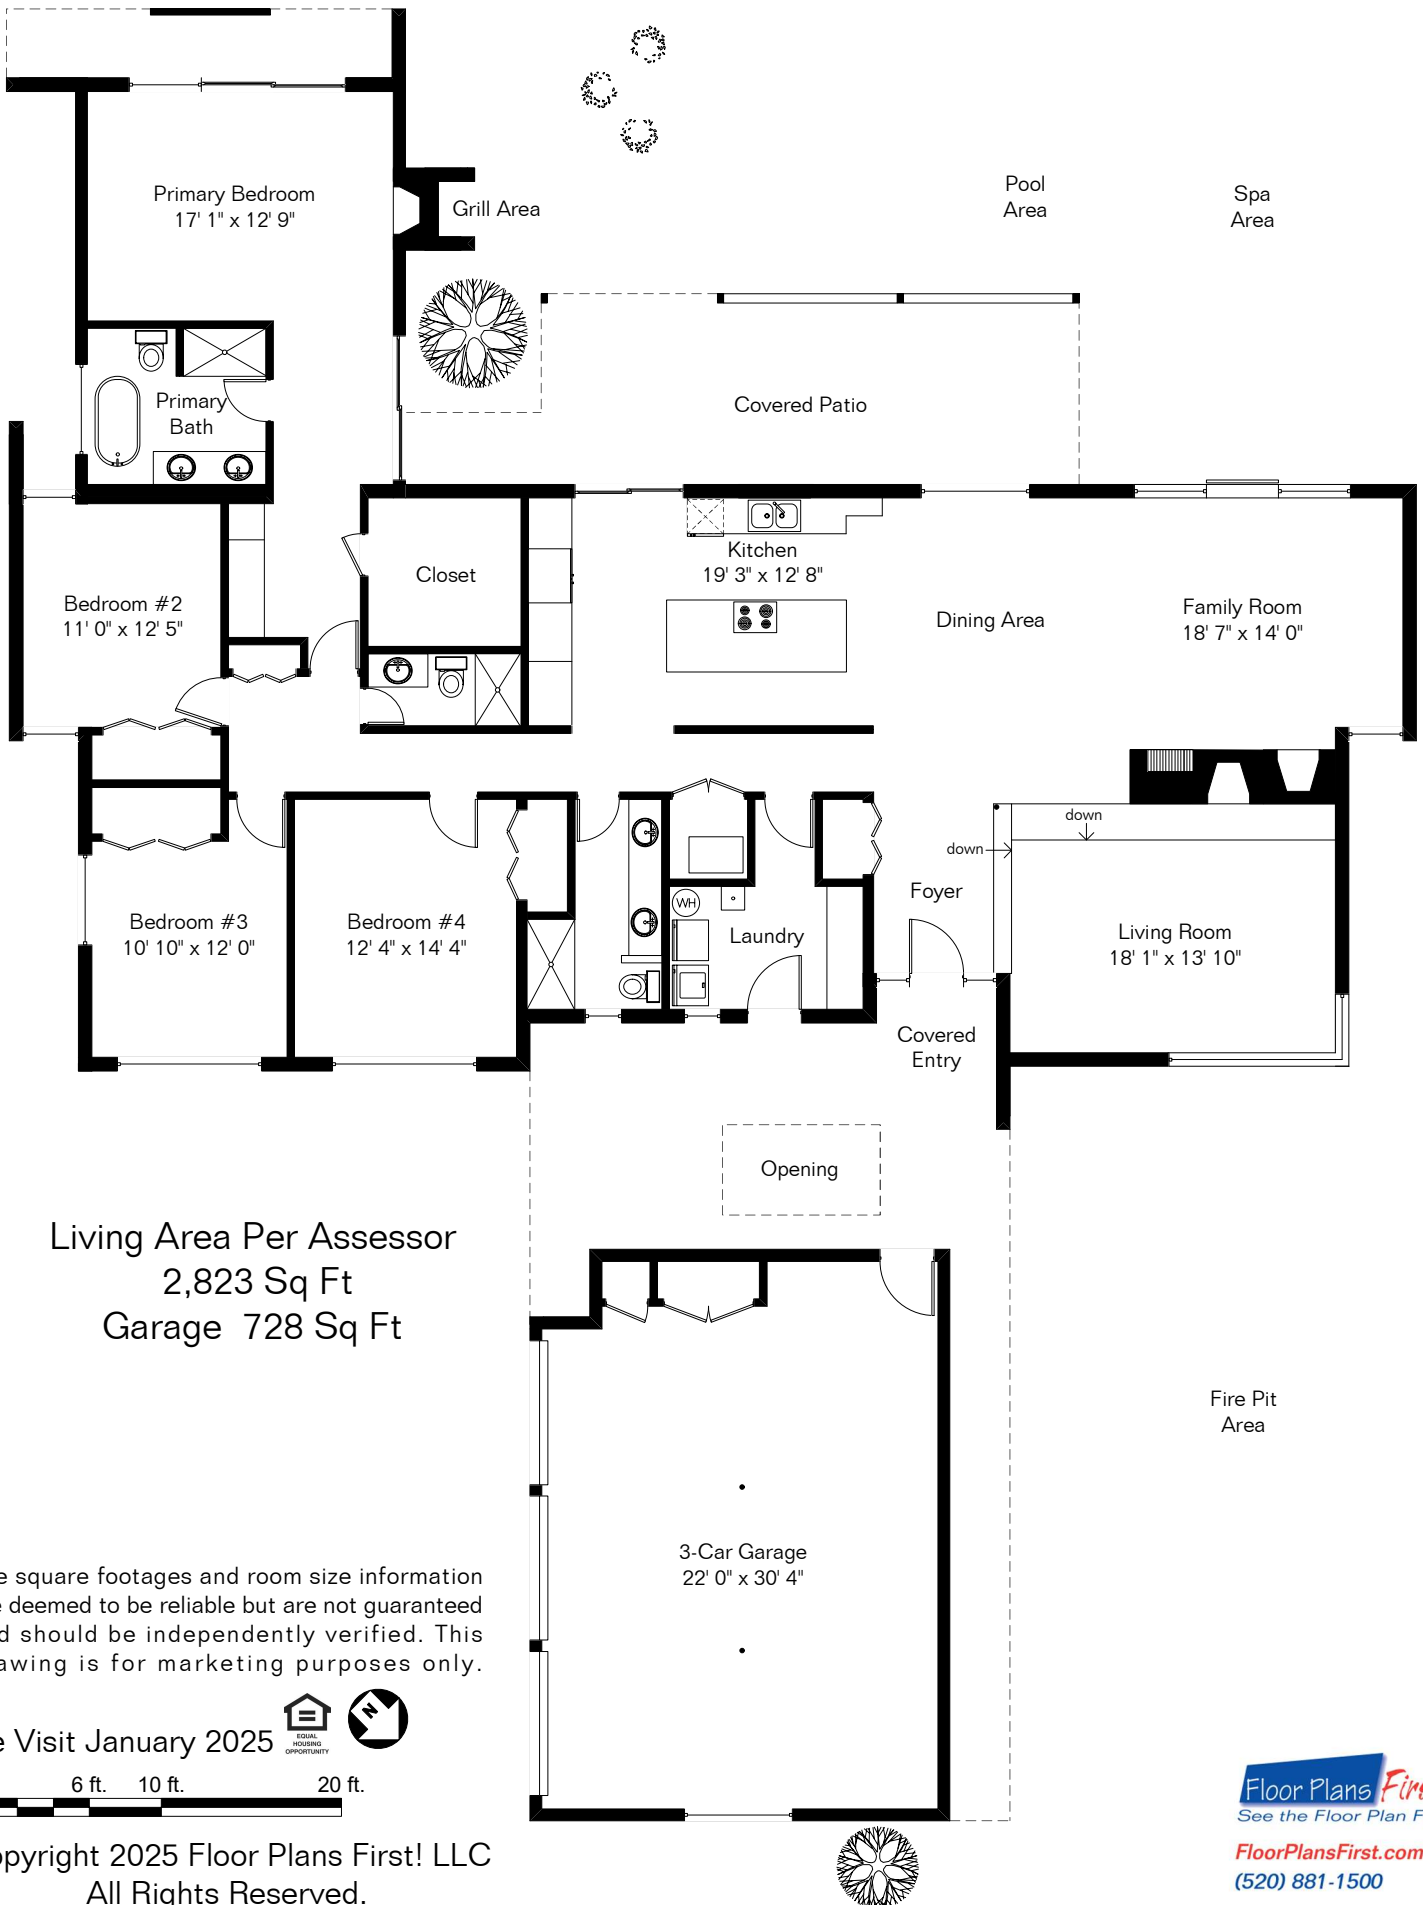 Primary Bedroom
17' 1" x 12' 9"
Grill Area
Pool
Area
Spa
Area
Primary
Bath
Covered Patio
Closet
Kitchen
19' 3" x 12' 8"
Bedroom #2
11' 0" x 12' 5"
Dining Area
Family Room
18' 7" x 14' 0"
down
down
Foyer
Bedroom #3
10' 10" x 12' 0"
Bedroom #4
12' 4" x 14' 4"
WH
Laundry
Living Room
18' 1" x 13' 10"
Covered
Entry
Opening
Living Area Per Assessor
2,823 Sq Ft
Garage 728 Sq Ft
Fire Pit
Area
3-Car Garage
22' 0" x 30' 4"
square footages and room size information
deemed to be reliable but are not guaranteed
should be independently verified. This
is for marketing purposes only.
Visit January 2025
EQUAL
HOUSING
OPPORTUNITY
N
6 ft. 10 ft. 20 ft.
2025 Floor Plans First! LLC
All Rights Reserved.
Floor Plans
See the Floor Plan
FloorPlansFirst.com
(520) 881-1500